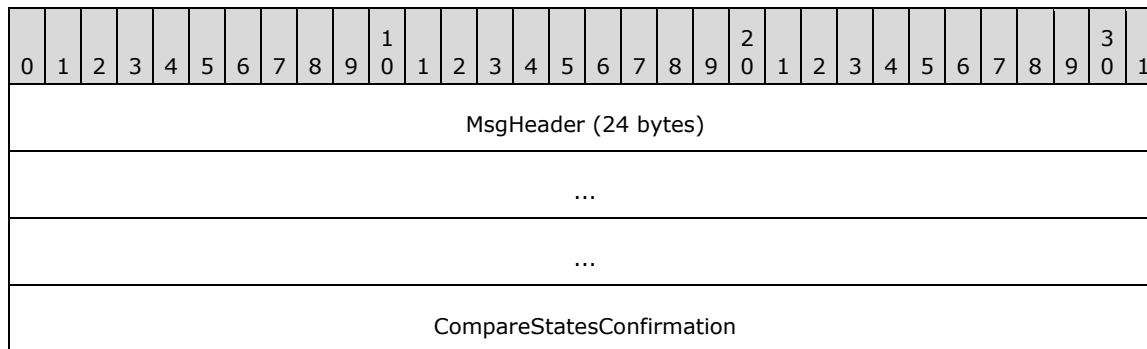 1 2 3
0 1 2 3 4 5 6 7 8 9 0 1 2 3 4 5 6 7 8 9 0 1 2 3 4 5 6 7 8 9 0 1
MsgHeader (24 bytes)
...
...
CompareStatesConfirmation